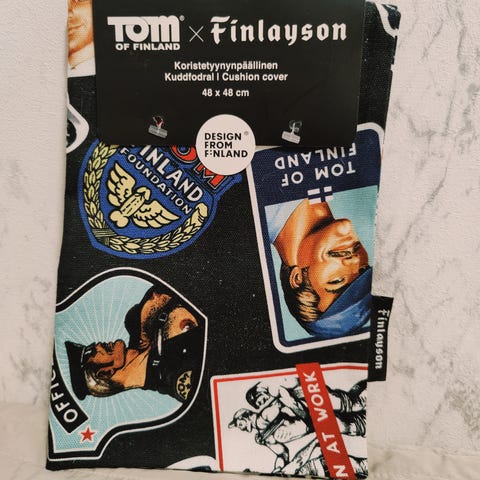 TOM® OF FINLAND × Finlayson
Koristetyynynpäällinen
Kuddfodral | Cushion cover
48 x 48 cm
DESIGN®
FROM
FINLAND
OM
FINLAND
FOUNDATION
TOM OF
FINLAND
Finlayson
OFFIC
N AT WORK